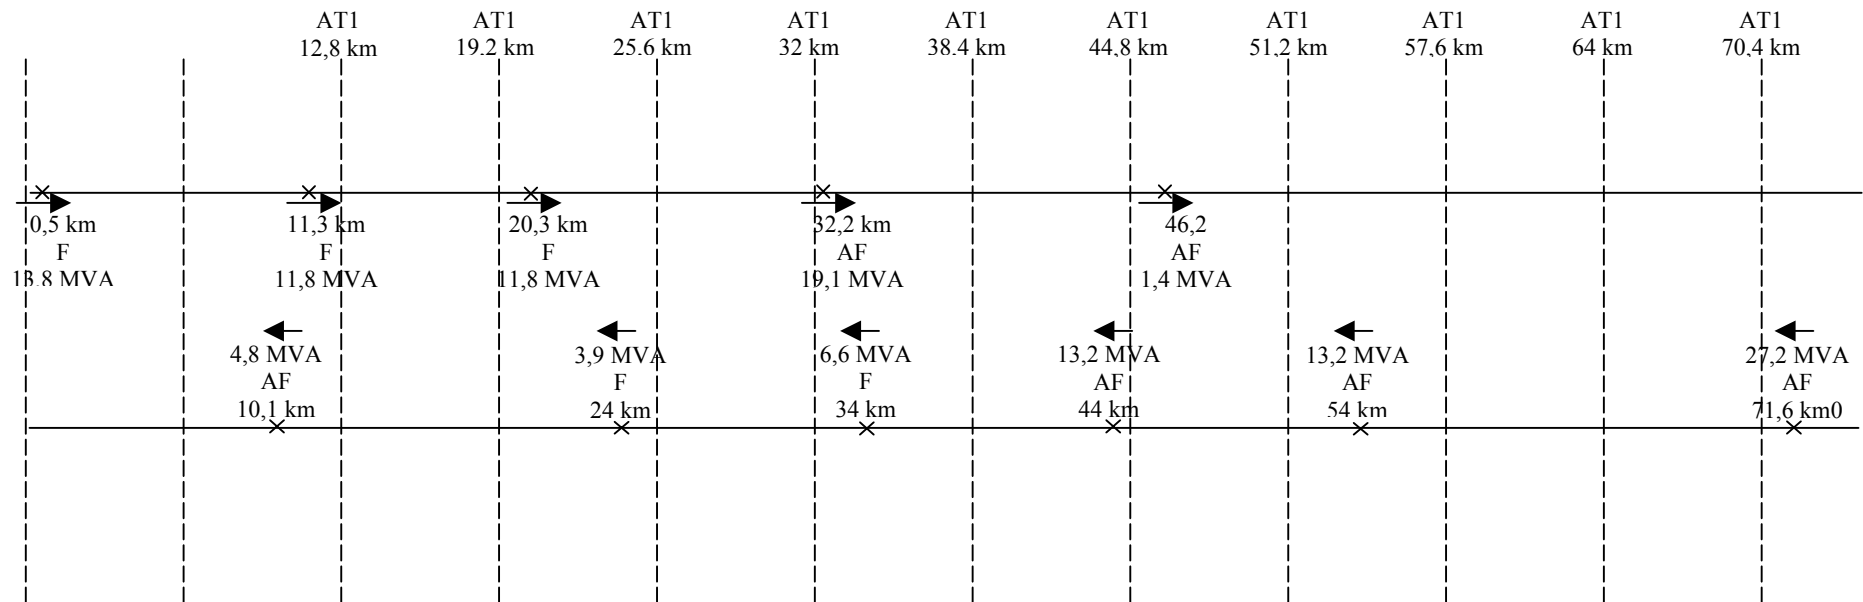 AT1 AT1 AT1 AT1 AT1 AT1 AT1 AT1 AT1 AT1
12,8 km 19.2 km 25.6 km 32 km 38.4 km 44,8 km 51,2 km 57,6 km 64 km 70,4 km
0,5 km 11,3 km 20,3 km 32,2 km 46,2
F F F AF AF
13.8 MVA 11,8 MVA 11,8 MVA 19,1 MVA 1,4 MVA
4,8 MVA 3,9 MVA 6,6 MVA 13,2 MVA 13,2 MVA 27,2 MVA
AF F F AF AF AF
10,1 km 24 km 34 km 44 km 54 km 71,6 km0